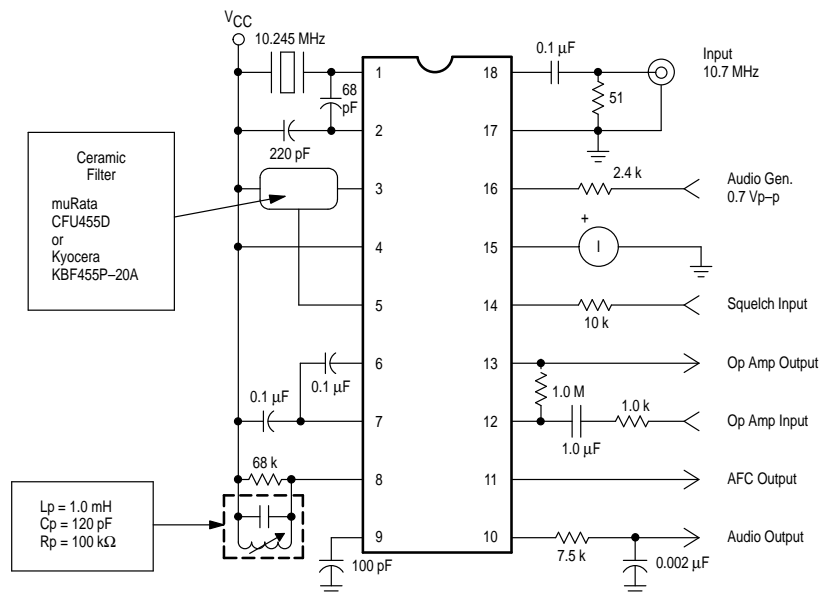 VCC
10.245 MHz
68
pF
220 pF
Ceramic
Filter
muRata
CFU455D
or
Kyocera
KBF455P–20A
0.1 µF
0.1 µF
68 k
Lp = 1.0 mH
Cp = 120 pF
Rp = 100 kΩ
100 pF
1
2
3
4
5
6
7
8
9
18
17
16
15
14
13
12
11
10
0.1 µF
Input
10.7 MHz
51
2.4 k
Audio Gen.
0.7 Vp–p
+
I
10 k
Squelch Input
Op Amp Output
1.0 M
1.0 k
Op Amp Input
1.0 µF
AFC Output
Audio Output
7.5 k
0.002 µF